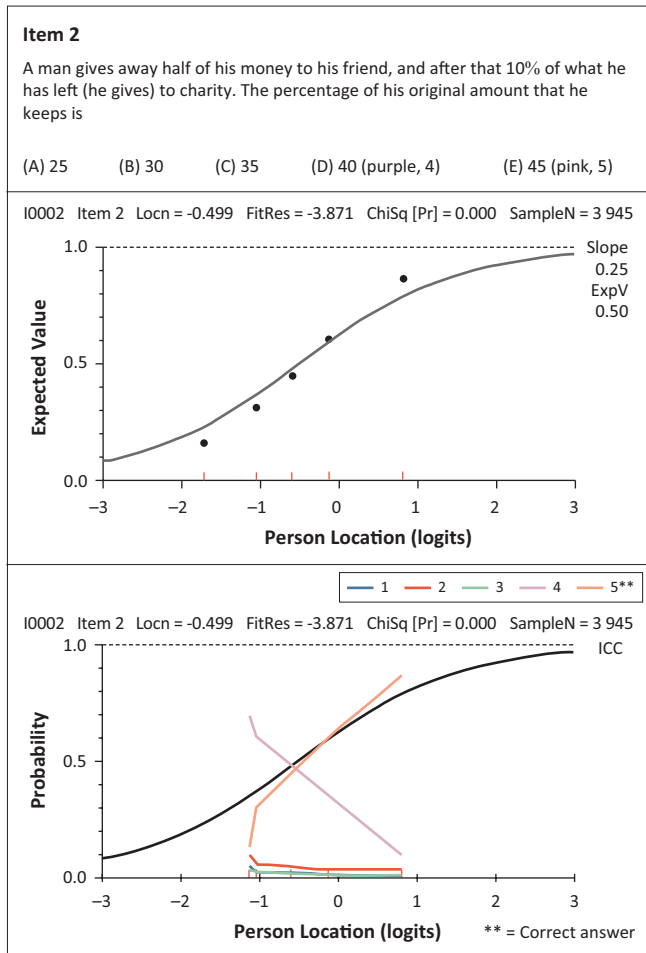 Item 2
A man gives away half of his money to his friend, and after that 10% of what he
has left (he gives) to charity. The percentage of his original amount that he
keeps is
(A) 25 (B) 30 (C) 35 (D) 40 (purple, 4) (E) 45 (pink, 5)
I0002 Item 2 Locn = -0.499 FitRes = -3.871 ChiSq [Pr] = 0.000 SampleN = 3 945
1.0
Slope
0.25
ExpV
0.50
Expected Value
0.5
0.0
–3 –2 –1 0 1 2 3
Person Location (logits)
1 2 3 4 5**
I0002 Item 2 Locn = -0.499 FitRes = -3.871 ChiSq [Pr] = 0.000 SampleN = 3 945
1.0
ICC
Probability
0.5
0.0
–3 –2 –1 0 1 2 3
Person Location (logits) ** = Correct answer